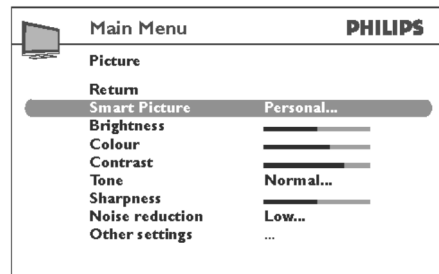 Main Menu PHILIPS
Picture
Return
Smart Picture Personal...
Brightness
Colour
Contrast
Tone Normal...
Sharpness
Noise reduction Low...
Other settings ...